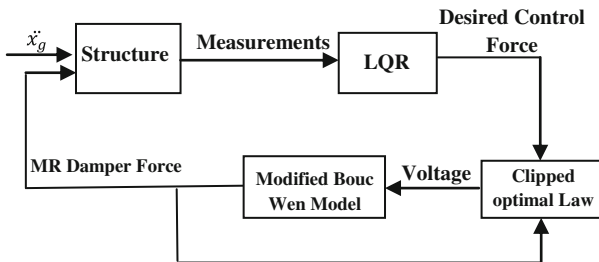 Desired Control
Force
ẍg
Structure
Measurements
LQR
MR Damper Force
Modified Bouc
Wen Model
Voltage
Clipped
optimal Law